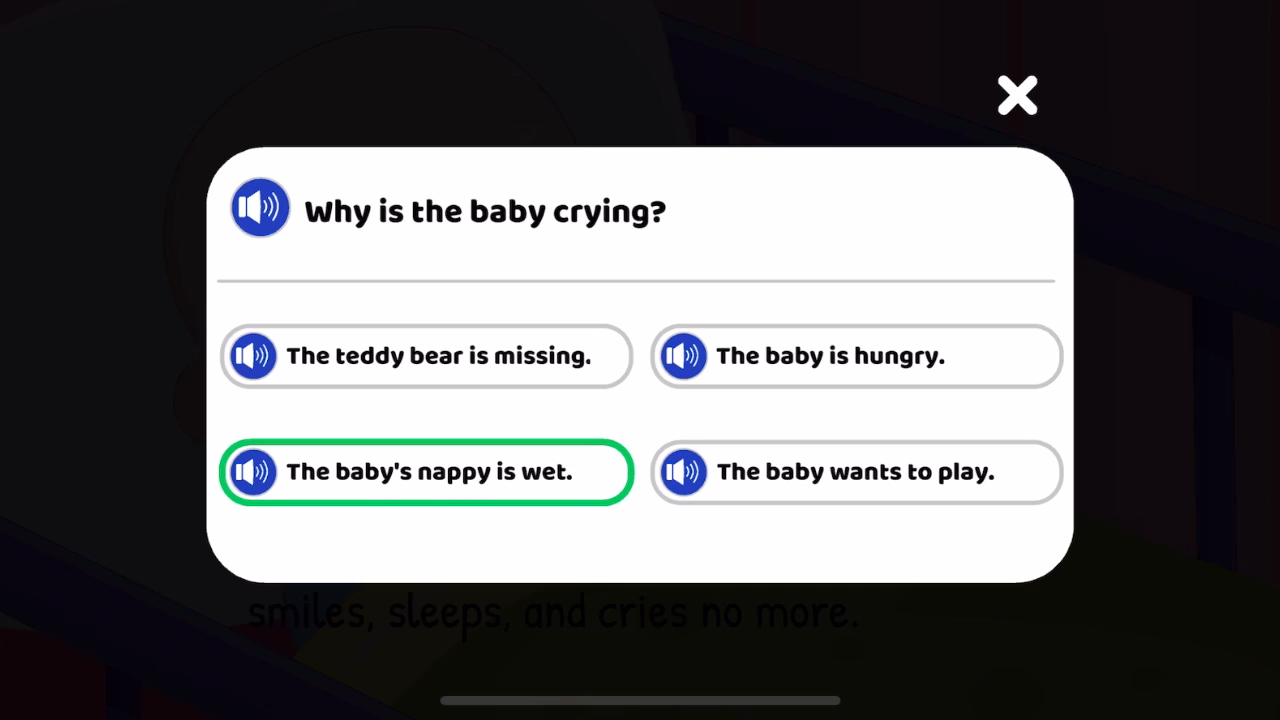 Why is the baby crying?
The teddy bear is missing.
The baby is hungry.
The baby's nappy is wet.
The baby wants to play.
smiles, sleeps, and cries no more.